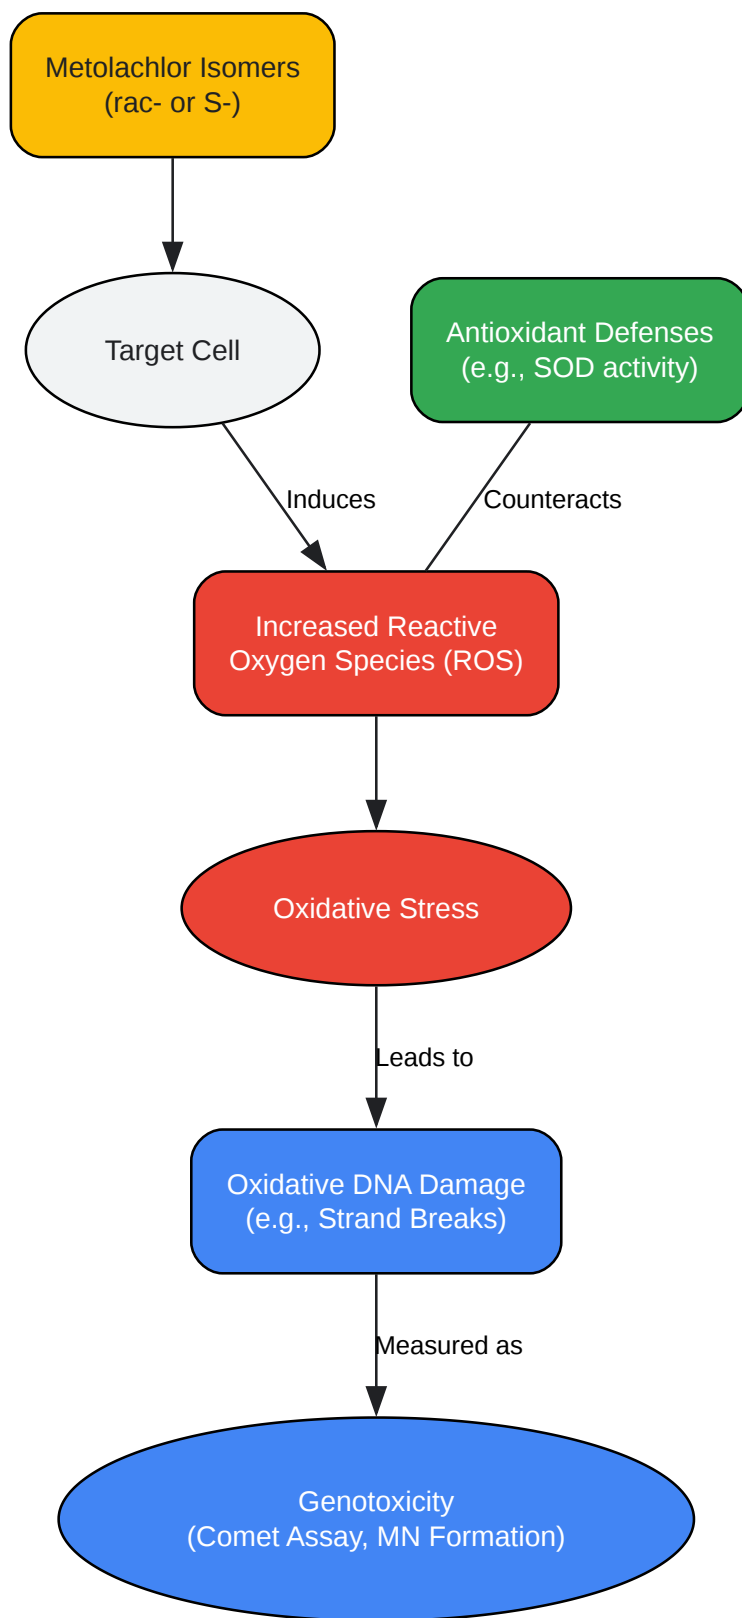 Metolachlor Isomers
(rac- or S-)
Target Cell
Antioxidant Defenses
(e.g., SOD activity)
Induces
Counteracts
Increased Reactive
Oxygen Species (ROS)
Oxidative Stress
Leads to
Oxidative DNA Damage
(e.g., Strand Breaks)
Measured as
Genotoxicity
(Comet Assay, MN Formation)